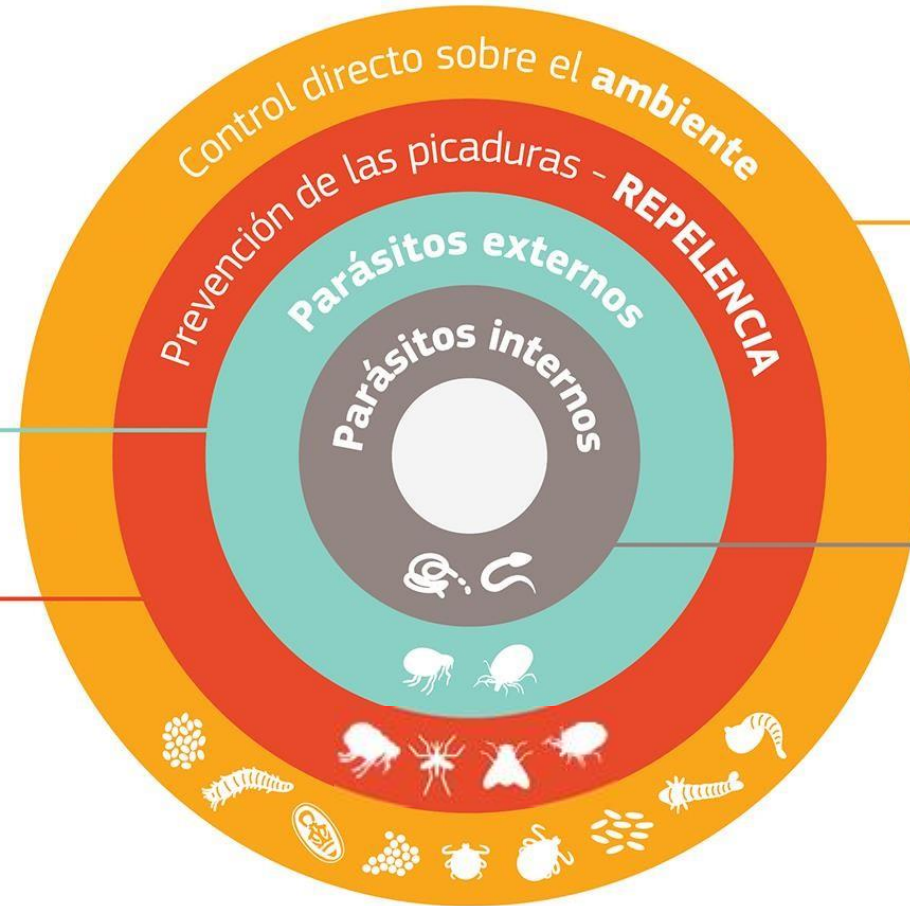 Control directo sobre el ambiente
Prevención de las picaduras - REPELENCIA
Parásitos externos
Parásitos internos